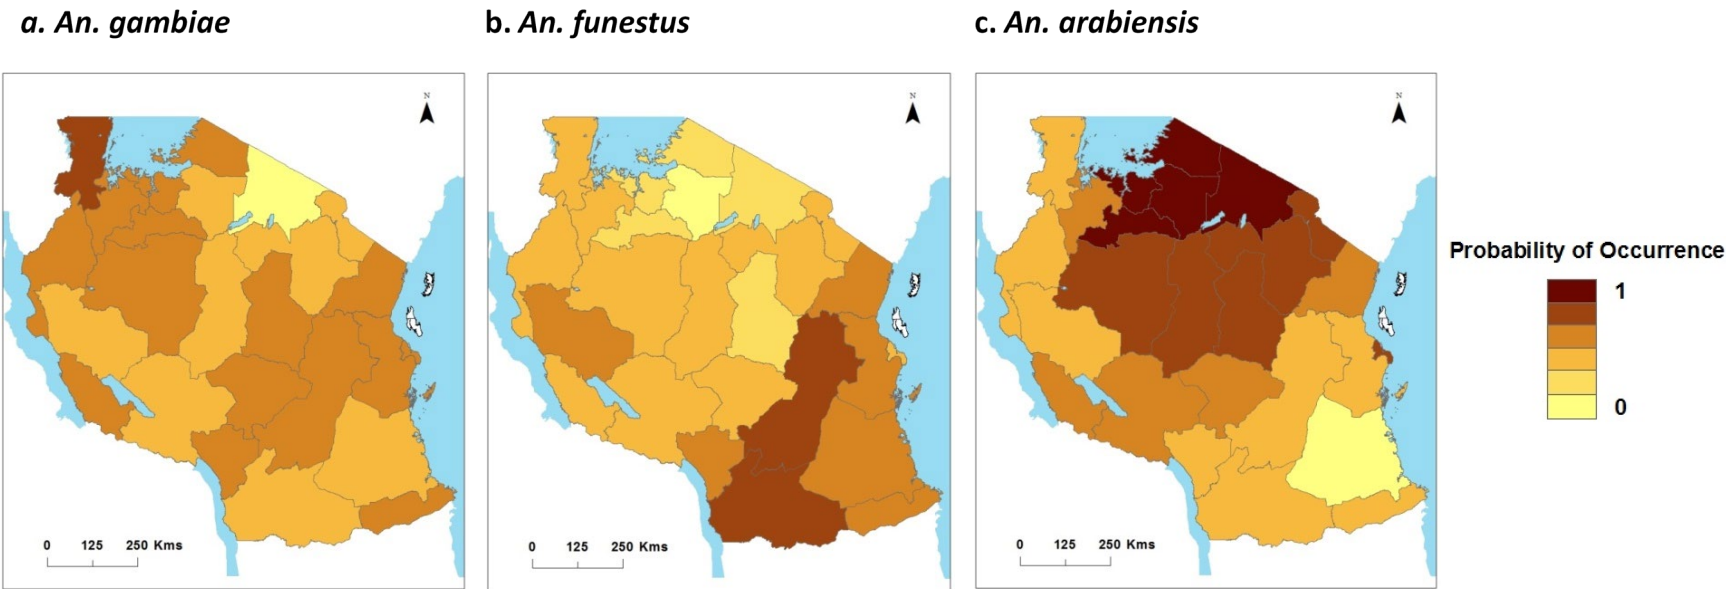 a. An. gambiae
b. An. funestus
c. An. arabiensis
N
N
N
Probability of Occurrence
1
0
0 125 250 Kms
0 125 250 Kms
0 125 250 Kms